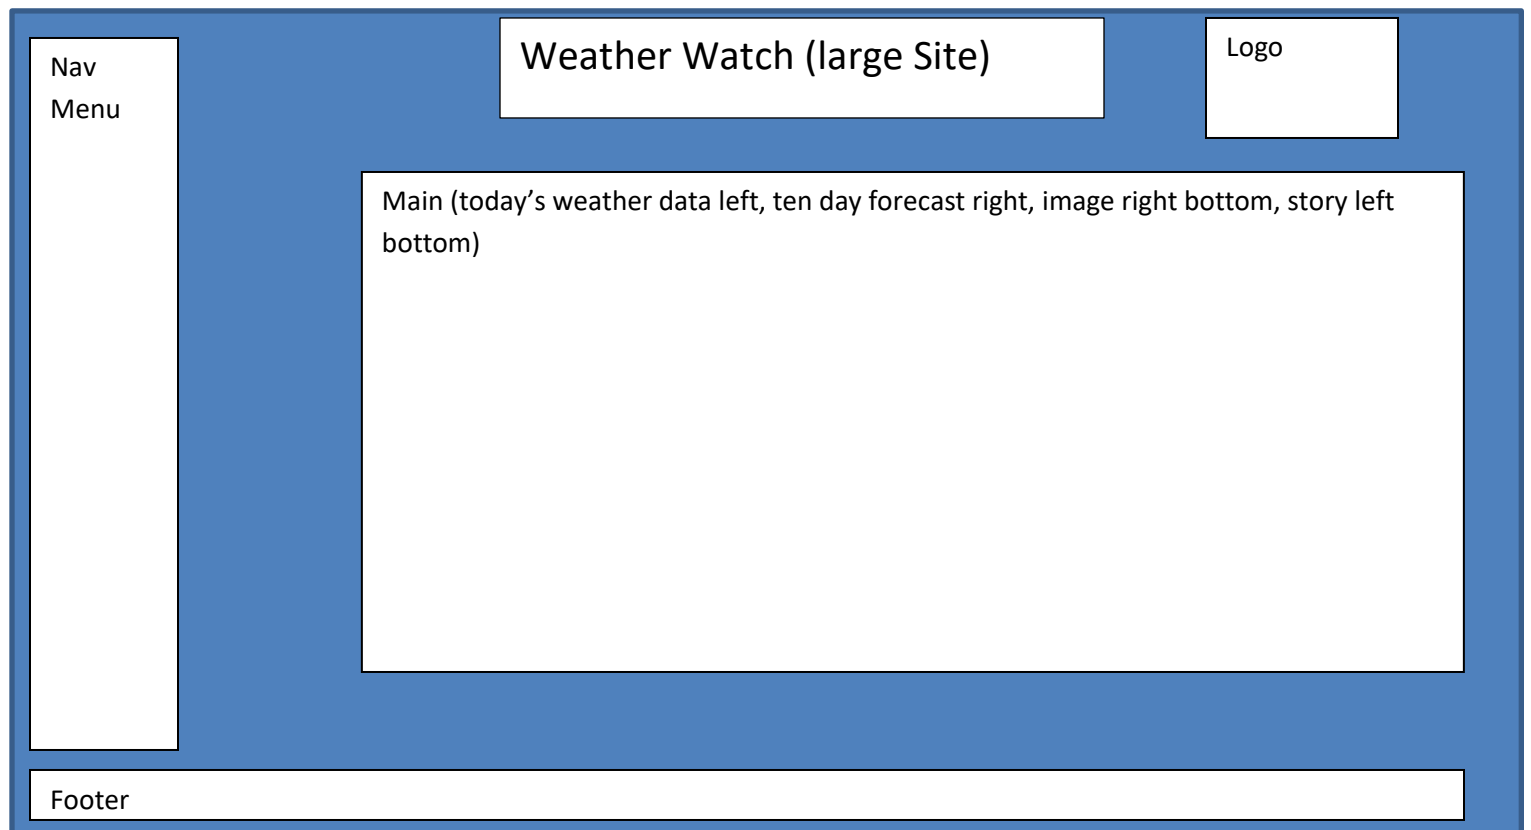 Nav
Menu
Weather Watch (large Site)
Logo
Main (today’s weather data left, ten day forecast right, image right bottom, story left
bottom)
Footer